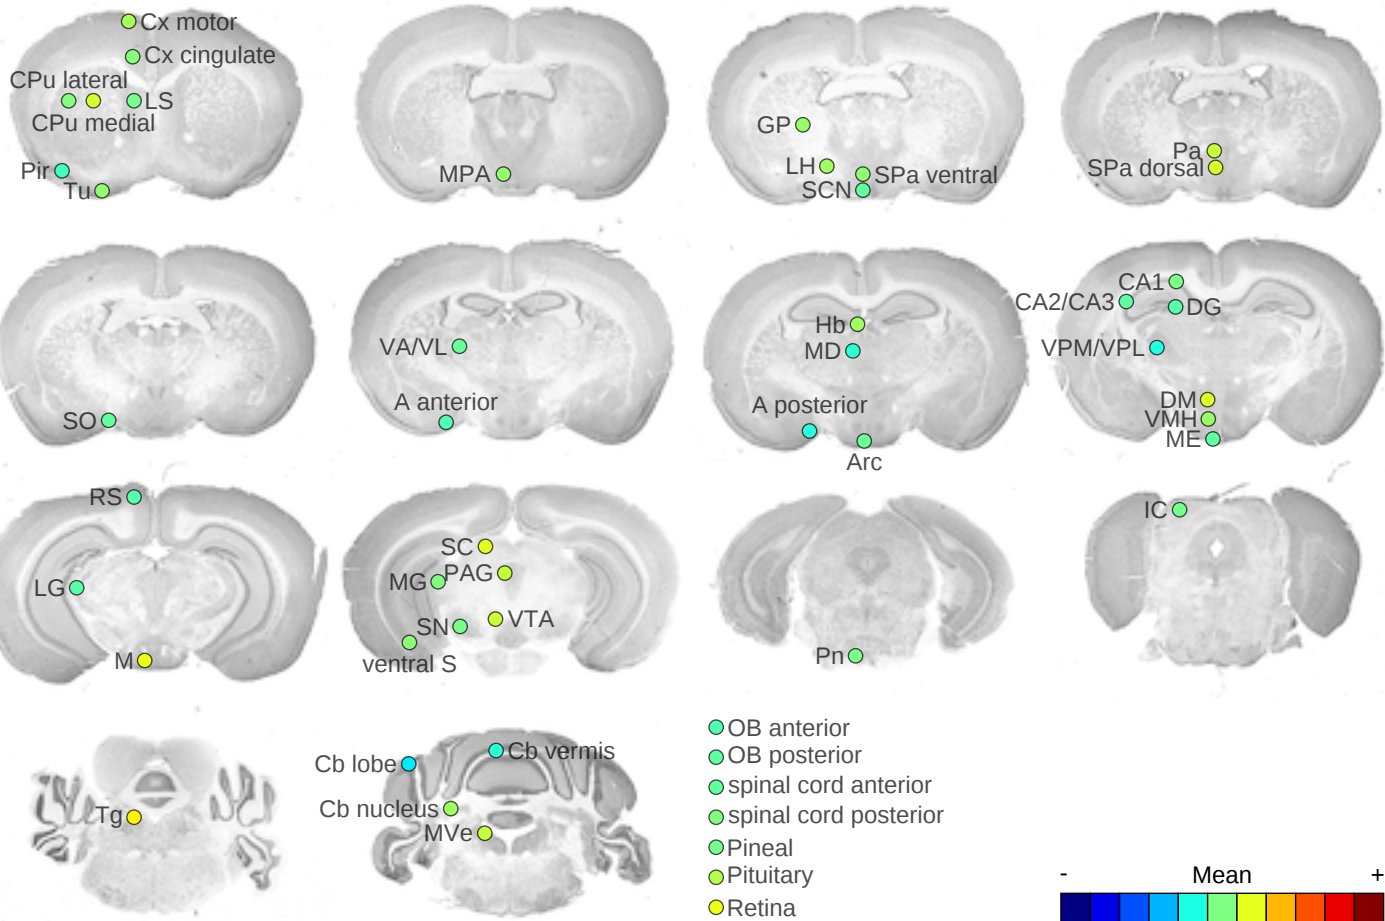 Cx motor
Cx cingulate
CPu lateral
LS
CPu medial
Pir
Tu
MPA
GP
LH
SPa ventral
SCN
Pa
SPa dorsal
SO
VA/VL
A anterior
Hb
MD
A posterior
Arc
CA1
CA2/CA3
DG
VPM/VPL
DM
VMH
ME
RS
LG
M
SC
PAG
MG
VTA
SN
ventral S
Pn
IC
Tg
Cb lobe
Cb vermis
Cb nucleus
MVe
OB anterior
OB posterior
spinal cord anterior
spinal cord posterior
Pineal
Pituitary
Retina
- Mean +